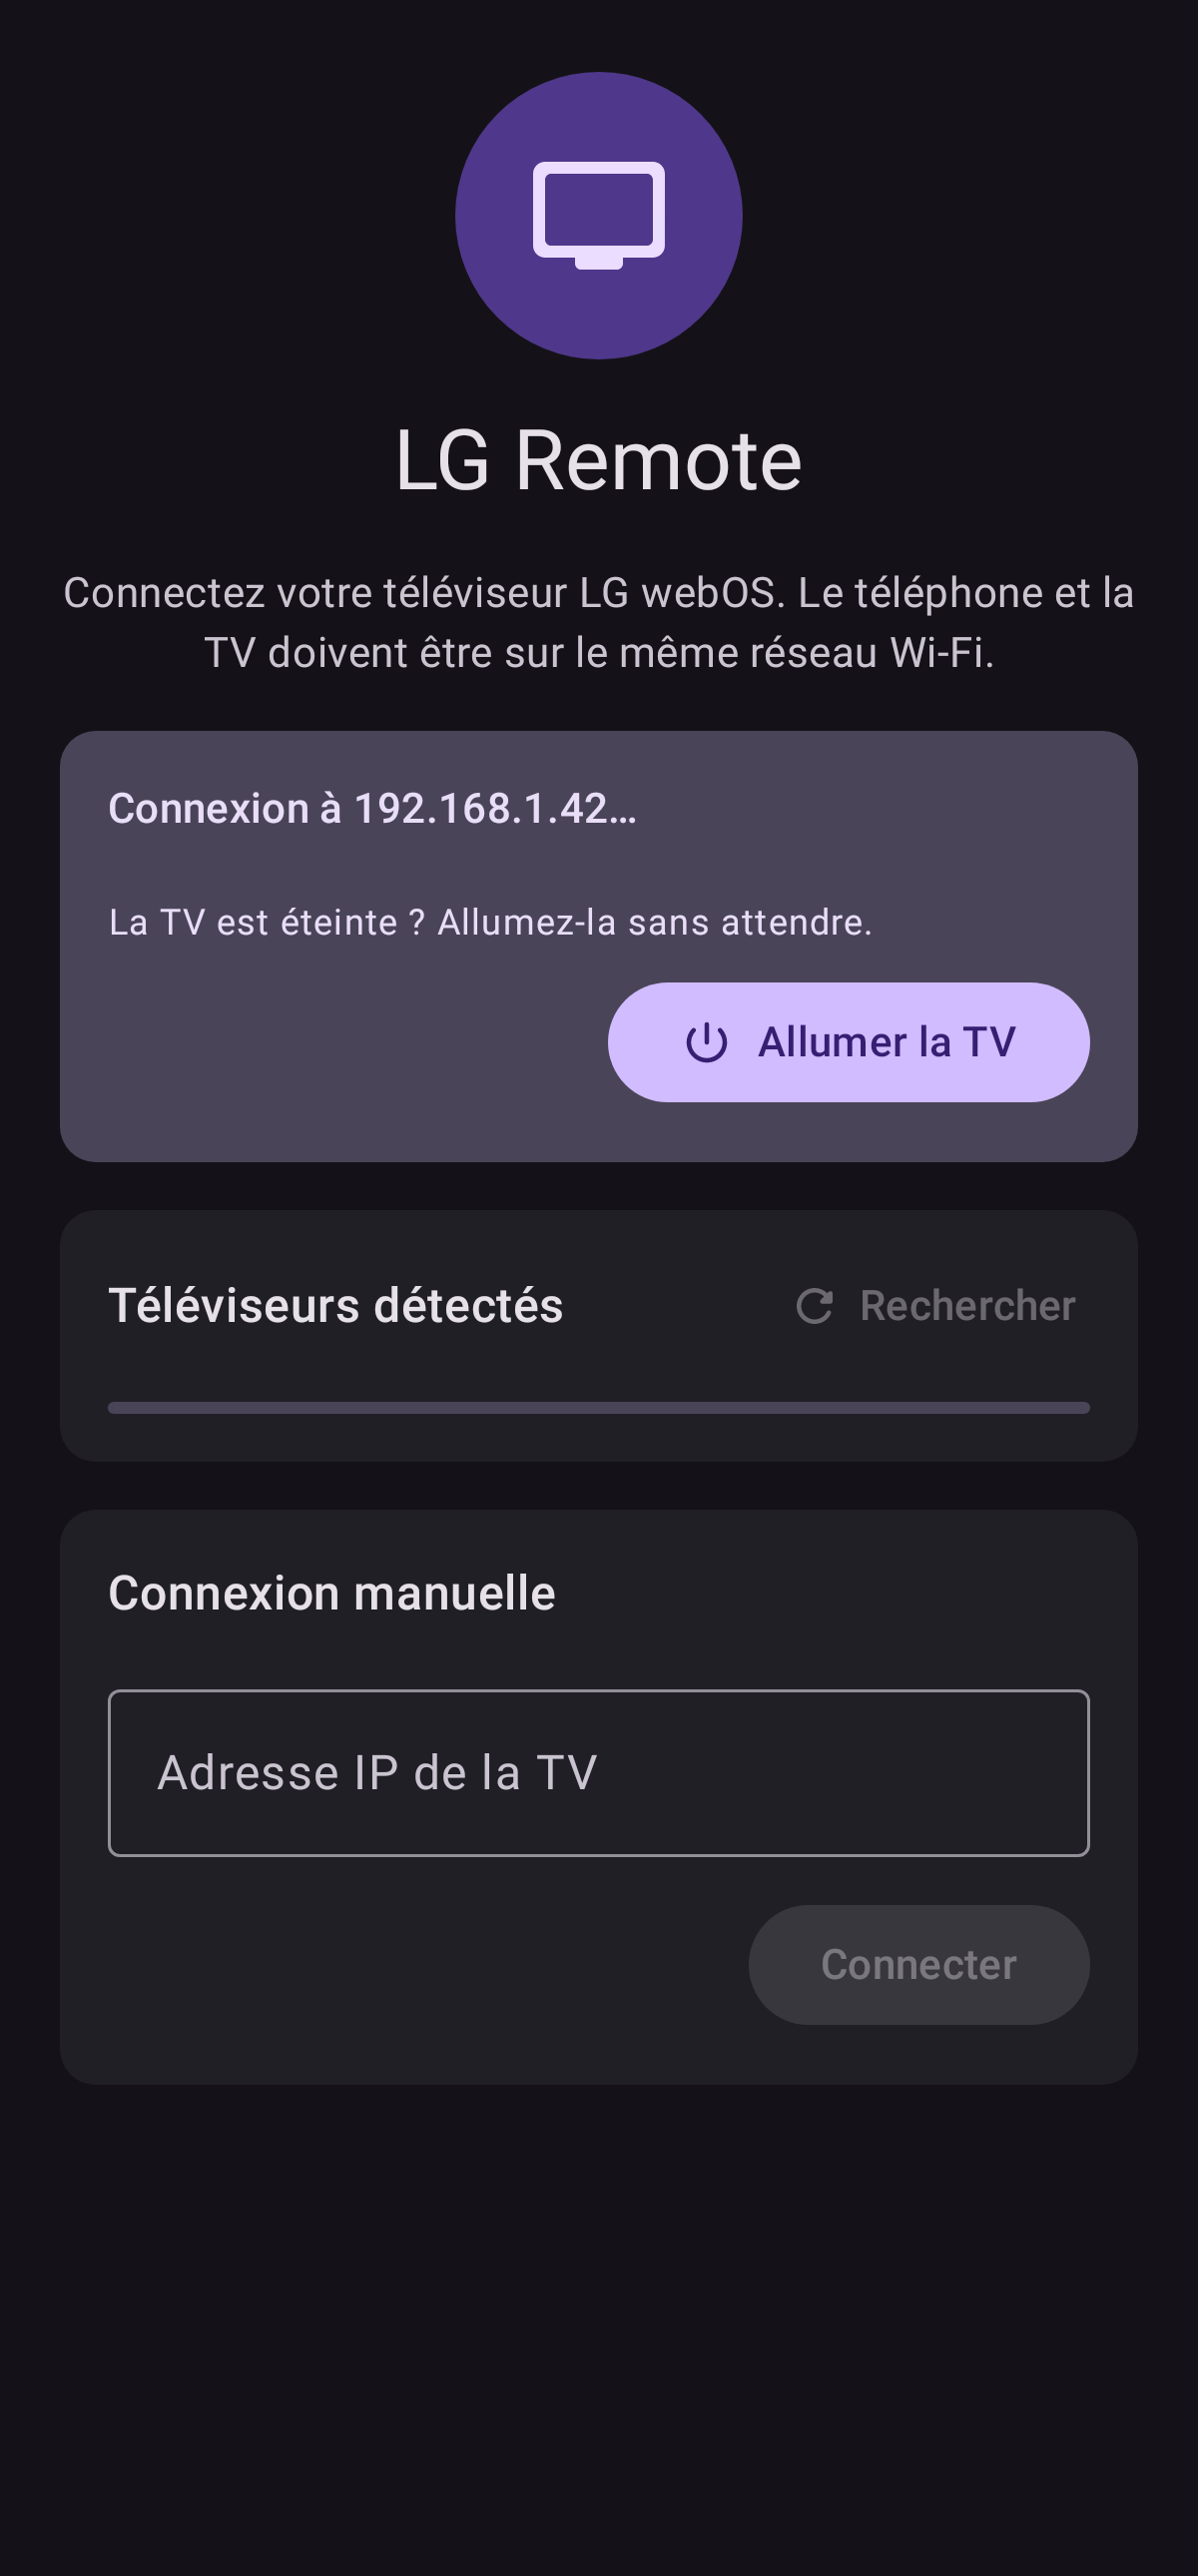 LG Remote
Connectez votre téléviseur LG webOS. Le téléphone et la
TV doivent être sur le même réseau Wi-Fi.
Connexion à 192.168.1.42…
La TV est éteinte ? Allumez-la sans attendre.
Allumer la TV
Téléviseurs détectés
Rechercher
Connexion manuelle
Adresse IP de la TV
Connecter